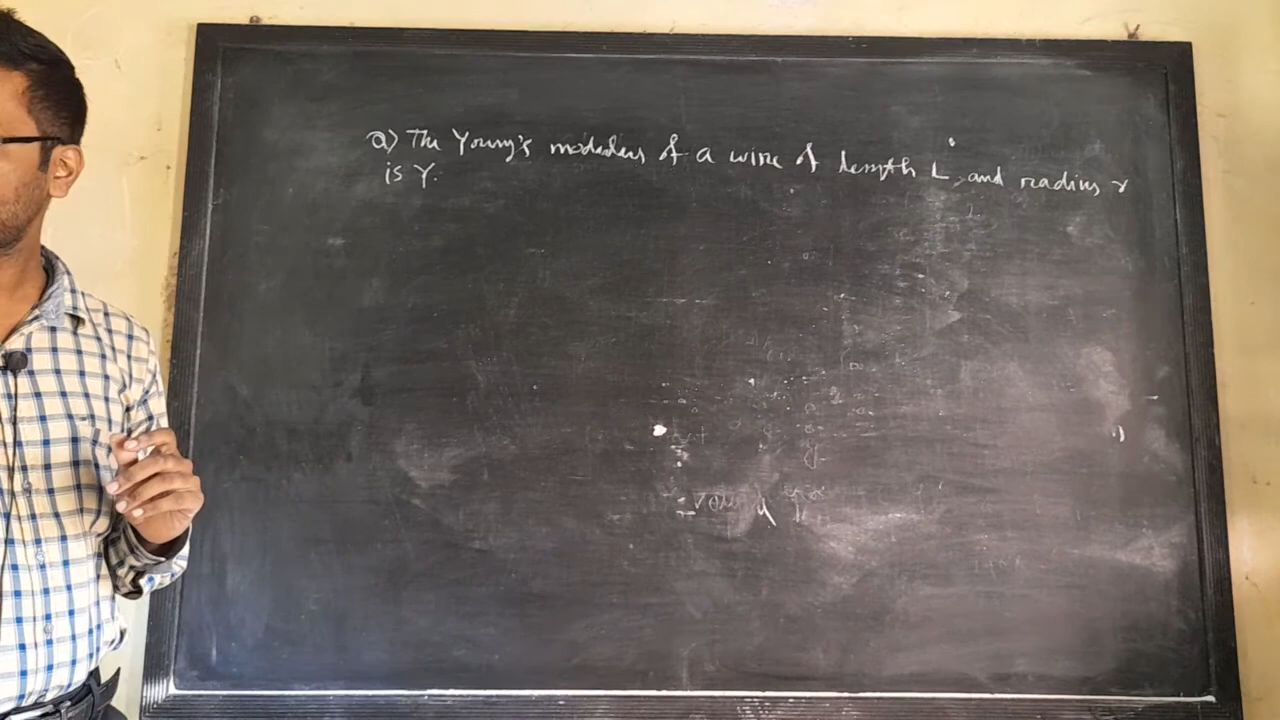 Q) The Young's modulus of a wire of length L and radius r
is Y.